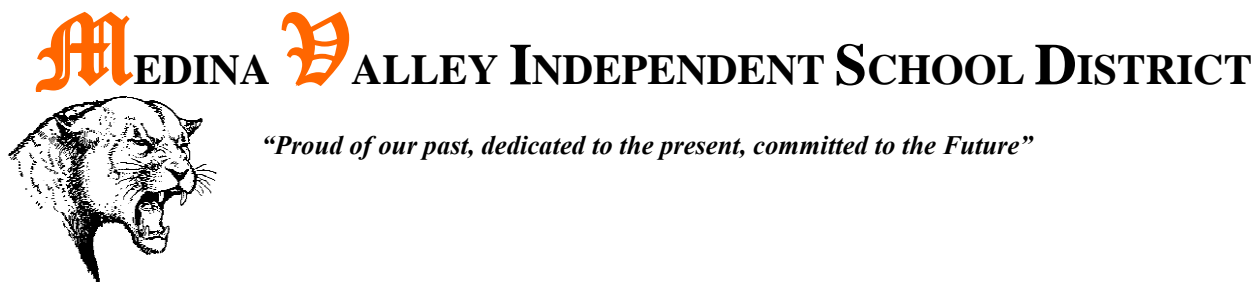 MEDINA VALLEY INDEPENDENT SCHOOL DISTRICT
“Proud of our past, dedicated to the present, committed to the Future”